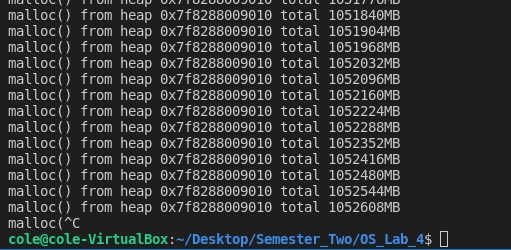 malloc() from heap 0x7f8288009010 total 1051776MB
malloc() from heap 0x7f8288009010 total 1051840MB
malloc() from heap 0x7f8288009010 total 1051904MB
malloc() from heap 0x7f8288009010 total 1051968MB
malloc() from heap 0x7f8288009010 total 1052032MB
malloc() from heap 0x7f8288009010 total 1052096MB
malloc() from heap 0x7f8288009010 total 1052160MB
malloc() from heap 0x7f8288009010 total 1052224MB
malloc() from heap 0x7f8288009010 total 1052288MB
malloc() from heap 0x7f8288009010 total 1052352MB
malloc() from heap 0x7f8288009010 total 1052416MB
malloc() from heap 0x7f8288009010 total 1052480MB
malloc() from heap 0x7f8288009010 total 1052544MB
malloc() from heap 0x7f8288009010 total 1052608MB
malloc(^C
cole@cole-VirtualBox:~/Desktop/Semester_Two/OS_Lab_4$